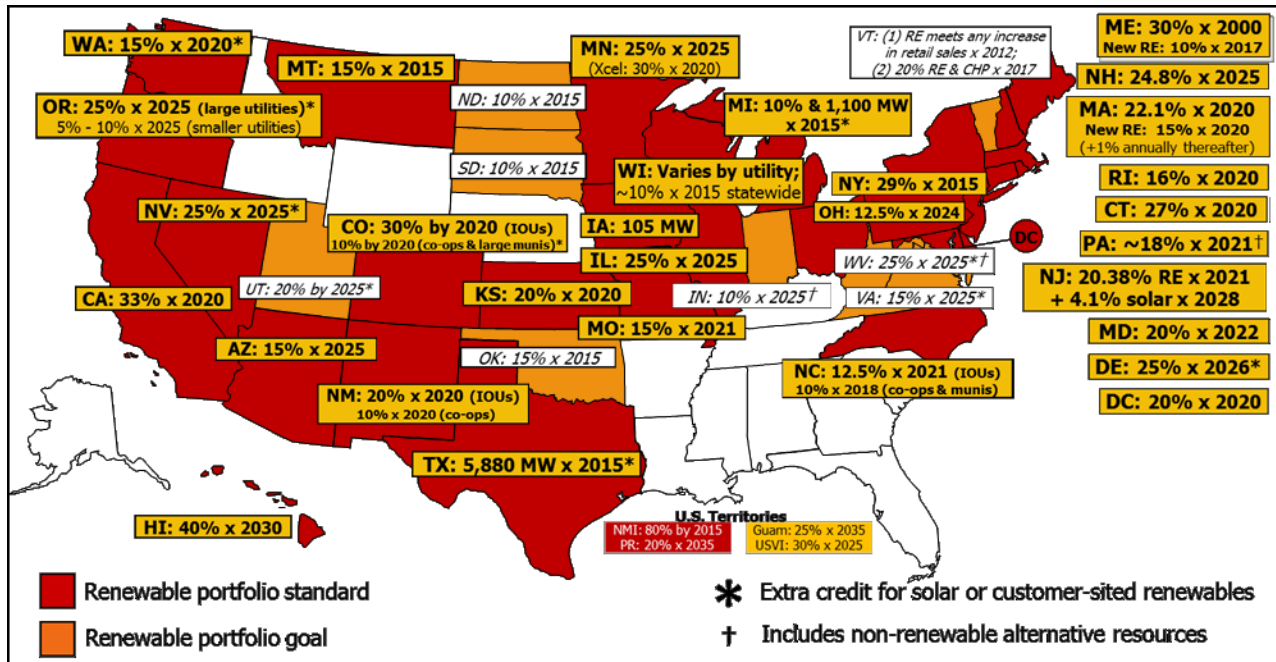 WA: 15% x 2020*
MT: 15% x 2015
MN: 25% x 2025
(Xcel: 30% x 2020)
VT: (1) RE meets any increase
in retail sales x 2012;
(2) 20% RE & CHP x 2017
ME: 30% x 2000
New RE: 10% x 2017
NH: 24.8% x 2025
OR: 25% x 2025 (large utilities)*
5% - 10% x 2025 (smaller utilities)
ND: 10% x 2015
MI: 10% & 1,100 MW
x 2015*
MA: 22.1% x 2020
New RE: 15% x 2020
(+1% annually thereafter)
SD: 10% x 2015
WI: Varies by utility;
~10% x 2015 statewide
NY: 29% x 2015
RI: 16% x 2020
NV: 25% x 2025*
CO: 30% by 2020 (IOUs)
10% by 2020 (co-ops & large munis)*
IA: 105 MW
OH: 12.5% x 2024
CT: 27% x 2020
DC
PA: ~18% x 2021†
IL: 25% x 2025
WV: 25% x 2025*†
NJ: 20.38% RE x 2021
+ 4.1% solar x 2028
CA: 33% x 2020
UT: 20% by 2025*
KS: 20% x 2020
IN: 10% x 2025†
VA: 15% x 2025*
MO: 15% x 2021
MD: 20% x 2022
AZ: 15% x 2025
OK: 15% x 2015
DE: 25% x 2026*
NM: 20% x 2020 (IOUs)
10% x 2020 (co-ops)
NC: 12.5% x 2021 (IOUs)
10% x 2018 (co-ops & munis)
DC: 20% x 2020
TX: 5,880 MW x 2015*
HI: 40% x 2030
U.S. Territories
NMI: 80% by 2015
PR: 20% x 2035
Guam: 25% x 2035
USVI: 30% x 2025
Renewable portfolio standard
Renewable portfolio goal
* Extra credit for solar or customer-sited renewables
† Includes non-renewable alternative resources